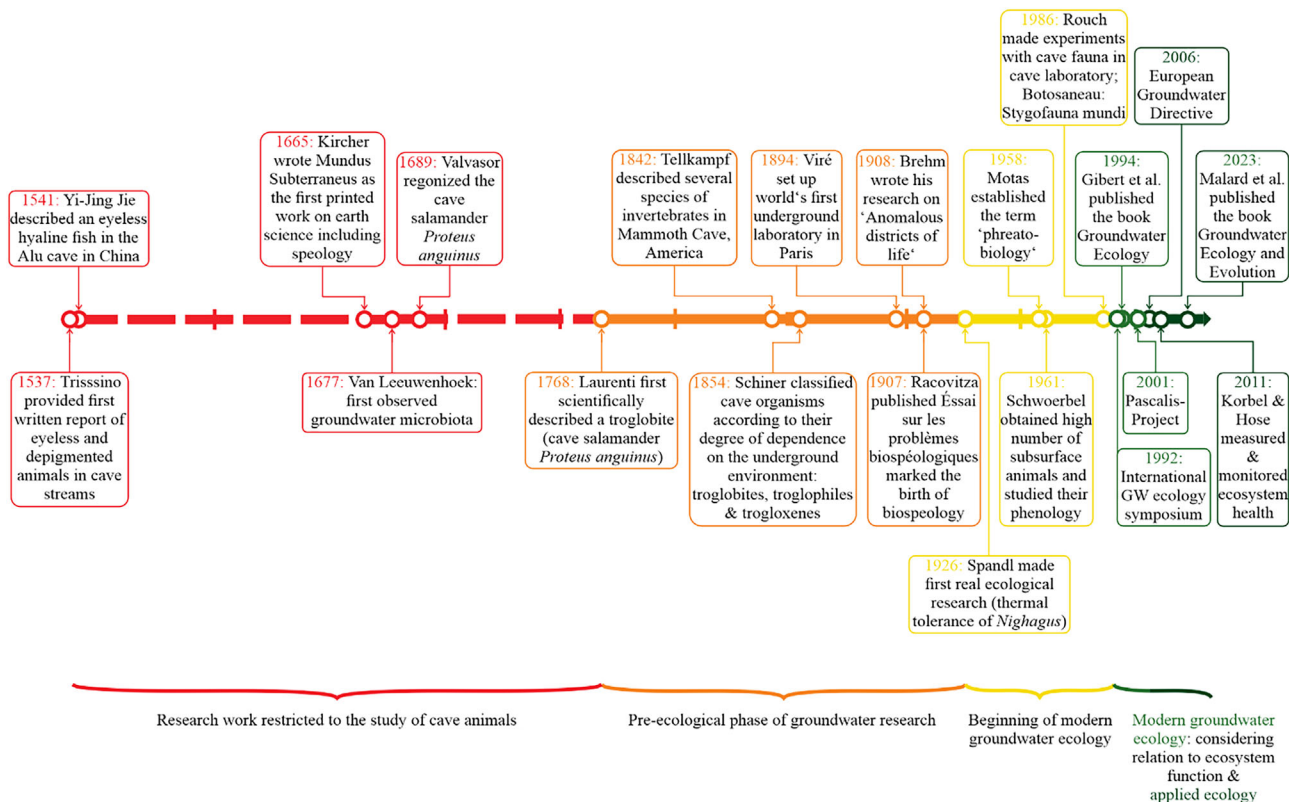 1986: Rouch
made experiments
with cave fauna in
cave laboratory;
Botosaneau:
Stygofauna mundi
2006:
European
Groundwater
Directive
1541: Yi-Jing Jie
described an eyeless
hyaline fish in the
Alu cave in China
1665: Kircher
wrote Mundus
Subterraneus as
the first printed
work on earth
science including
speology
1689: Valvasor
regonized the
cave
salamander
Proteus
anguinus
1842: Tellkampf
described several
species of
invertebrates in
Mammoth Cave,
America
1894: Viré
set up
world‘s first
underground
laboratory in
Paris
1908: Brehm
wrote his
research on
‘Anomalous
districts of
life‘
1958:
Motas
established
the term
‘phreato-
biology‘
1994:
Gibert et al.
published
the book
Groundwater
Ecology
2023:
Malard et al.
published
the book
Groundwater
Ecology and
Evolution
1537: Trisssino
provided first
written report of
eyeless and
depigmented
animals in cave
streams
1677: Van Leeuwenhoek:
first observed
groundwater microbiota
1768: Laurenti first
scientifically
described a troglobite
(cave salamander
Proteus anguinus)
1854: Schiner classified
cave organisms
according to their
degree of dependence
on the underground
environment:
troglobites, troglophiles
& trogloxenes
1907: Racovitza
published Éssai
sur les
problèmes
biospéologiques
marked the
birth of
biospeology
1926: Spandl made
first real ecological
research (thermal
tolerance of Nighagus)
1961:
Schwoerbel
obtained high
number of
subsurface
animals and
studied their
phenology
2001:
Pascalis-
Project
1992:
International
GW ecology
symposium
2011:
Korbel &
Hose
measured
&
monitored
ecosystem
health
Research work restricted to the study of cave animals
Pre-ecological phase of groundwater research
Beginning of modern
groundwater ecology
Modern groundwater
ecology: considering
relation to ecosystem
function &
applied ecology